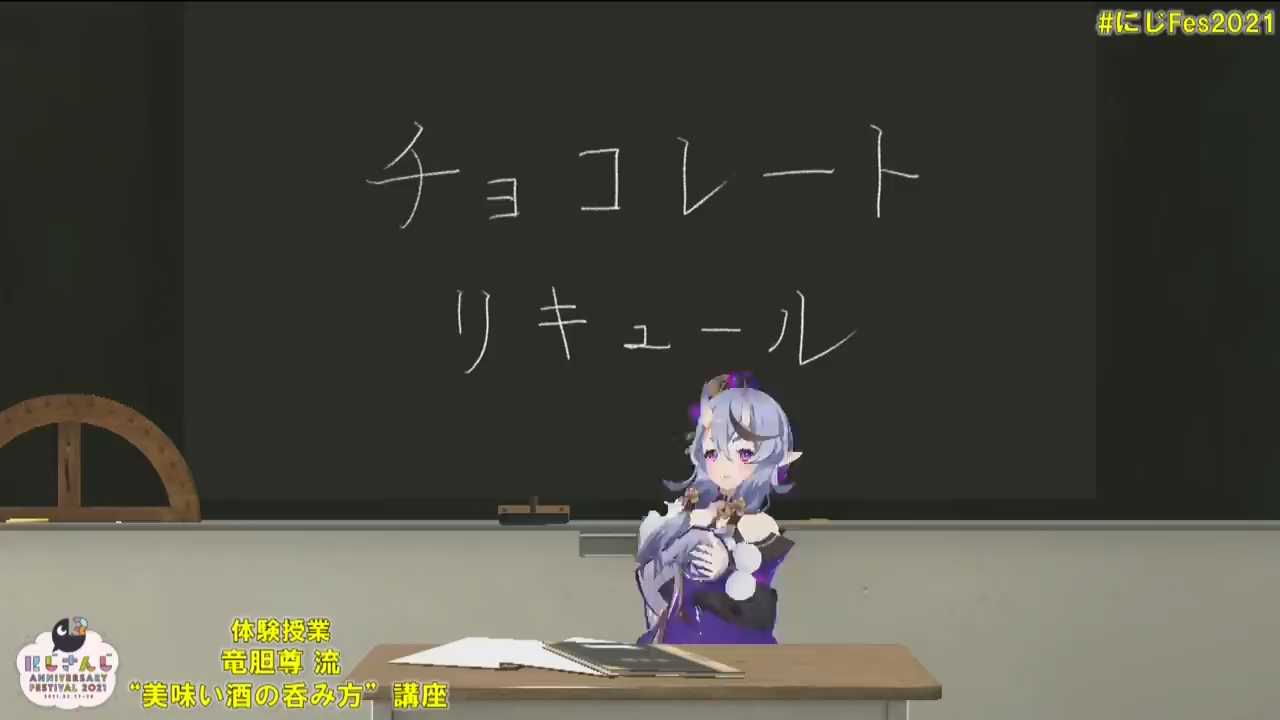 #にじFes2021
チョコレート
リキュール
にじさんじ
ANNIVERSARY
FESTIVAL 2021
体験授業
竜胆尊 流
“美味い酒の呑み方” 講座